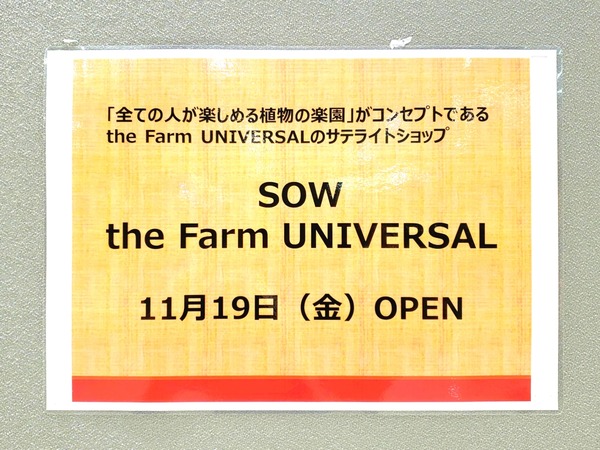 「全ての人が楽しめる植物の楽園」がコンセプトである
the Farm UNIVERSALのサテライトショップ
SOW
the Farm UNIVERSAL
11月19日（金）OPEN